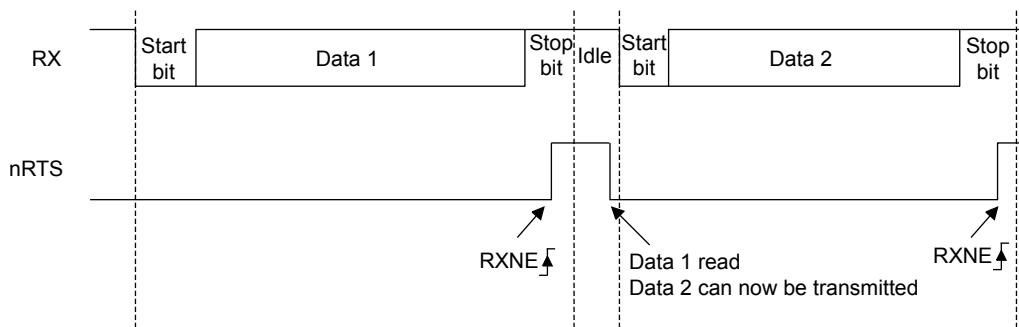 RX
Start
bit
Data 1
Stop
bit
Idle
Start
bit
Data 2
Stop
bit
nRTS
RXNE
Data 1 read
Data 2 can now be transmitted
RXNE